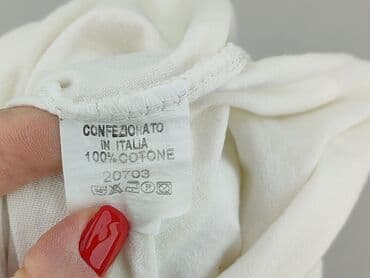 CONFEZIONATO
IN ITALIA
100% COTONE
20703